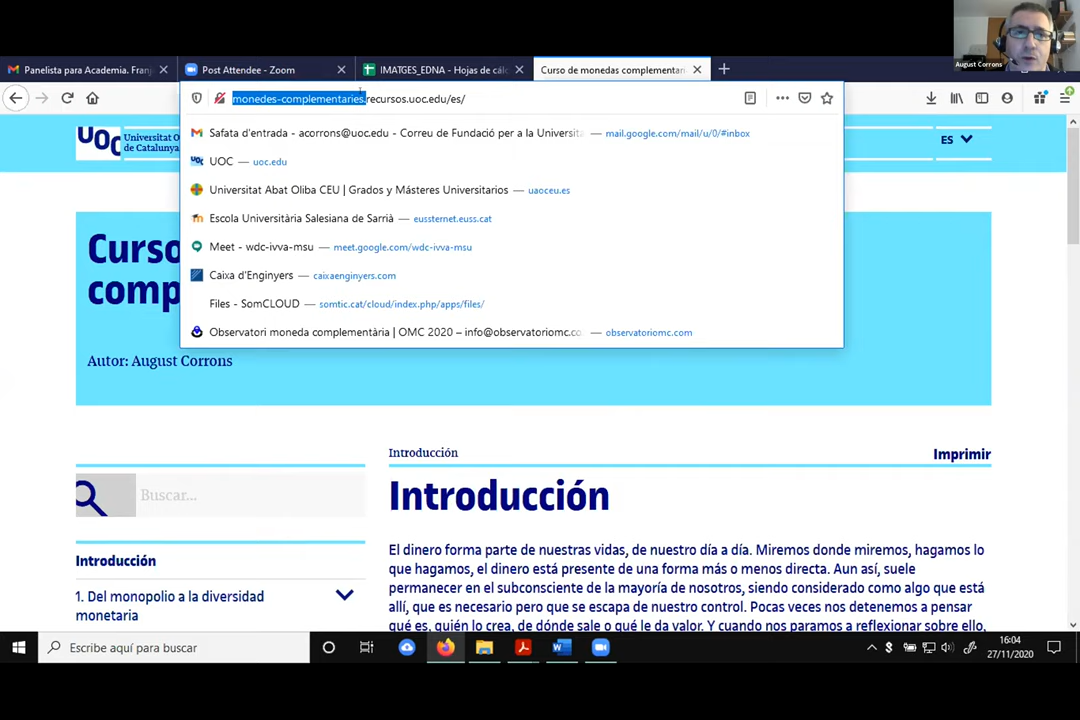 August Corrons
Panelista para Academia. Franj
Post Attendee - Zoom
IMATGES_EDNA - Hojas de cálc
Curso de monedas complementari
monedes-complementaries.recursos.uoc.edu/es/
Safata d'entrada - acorrons@uoc.edu - Correu de Fundació per a la Universita — mail.google.com/mail/u/0/#inbox
UOC — uoc.edu
Universitat Abat Oliba CEU | Grados y Másteres Universitarios — uaoceu.es
Escola Universitària Salesiana de Sarrià — eussternet.euss.cat
Meet - wdc-ivva-msu — meet.google.com/wdc-ivva-msu
Caixa d'Enginyers — caixaenginyers.com
Files - SomCLOUD — somtic.cat/cloud/index.php/apps/files/
Observatori moneda complementària | OMC 2020 – info@observatoriomc.co — observatoriomc.com
UOC
Universitat O
de Catalunya
ES
Curso
comp
Autor: August Corrons
Buscar...
Introducción
1. Del monopolio a la diversidad
monetaria
Introducción
Imprimir
Introducción
El dinero forma parte de nuestras vidas, de nuestro día a día. Miremos donde miremos, hagamos lo
que hagamos, el dinero está presente de una forma más o menos directa. Aun así, suele
permanecer en el subconsciente de la mayoría de nosotros, siendo considerado como algo que está
allí, que es necesario pero que se escapa de nuestro control. Pocas veces nos detenemos a pensar
qué es, quién lo crea, de dónde sale o qué le da valor. Y cuando nos paramos a reflexionar sobre ello,
Escribe aquí para buscar
16:04
27/11/2020